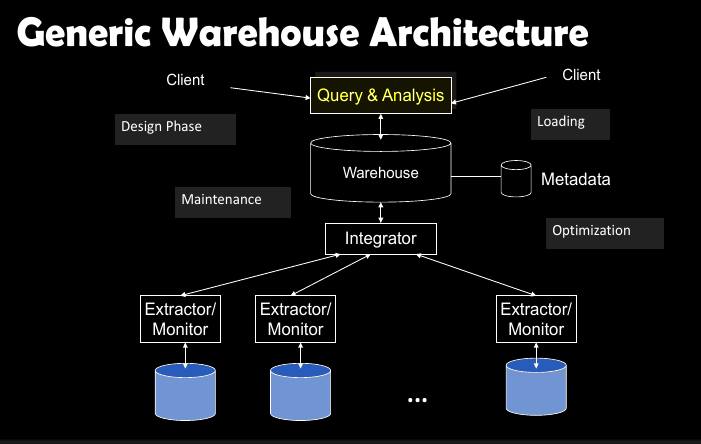 Generic Warehouse Architecture
Client
Client
Query & Analysis
Design Phase
Loading
Warehouse
Metadata
Maintenance
Integrator
Optimization
Extractor/
Monitor
Extractor/
Monitor
Extractor/
Monitor
...